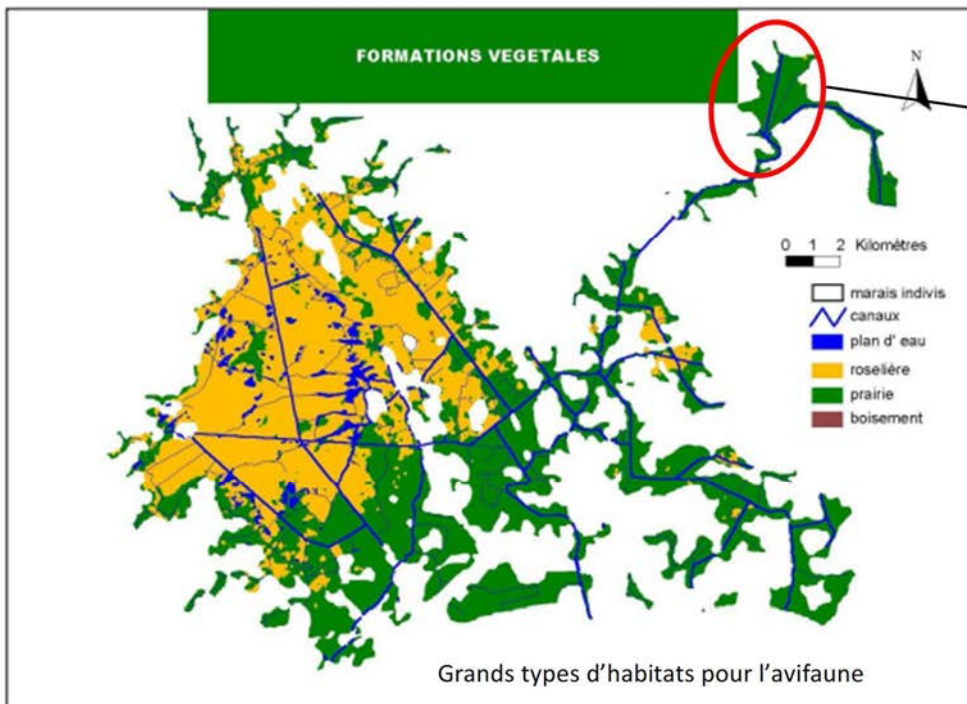 FORMATIONS VEGETALES
N
0 1 2 Kilomètres
marais indivis
canaux
plan d' eau
roselière
prairie
boisement
Grands types d'habitats pour l'avifaune